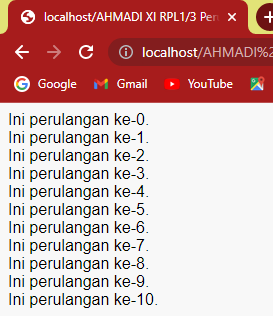 localhost/AHMADI XI RPL1/3 Pen
localhost/AHMADI%2
Google Gmail YouTube
Ini perulangan ke-0.
Ini perulangan ke-1.
Ini perulangan ke-2.
Ini perulangan ke-3.
Ini perulangan ke-4.
Ini perulangan ke-5.
Ini perulangan ke-6.
Ini perulangan ke-7.
Ini perulangan ke-8.
Ini perulangan ke-9.
Ini perulangan ke-10.